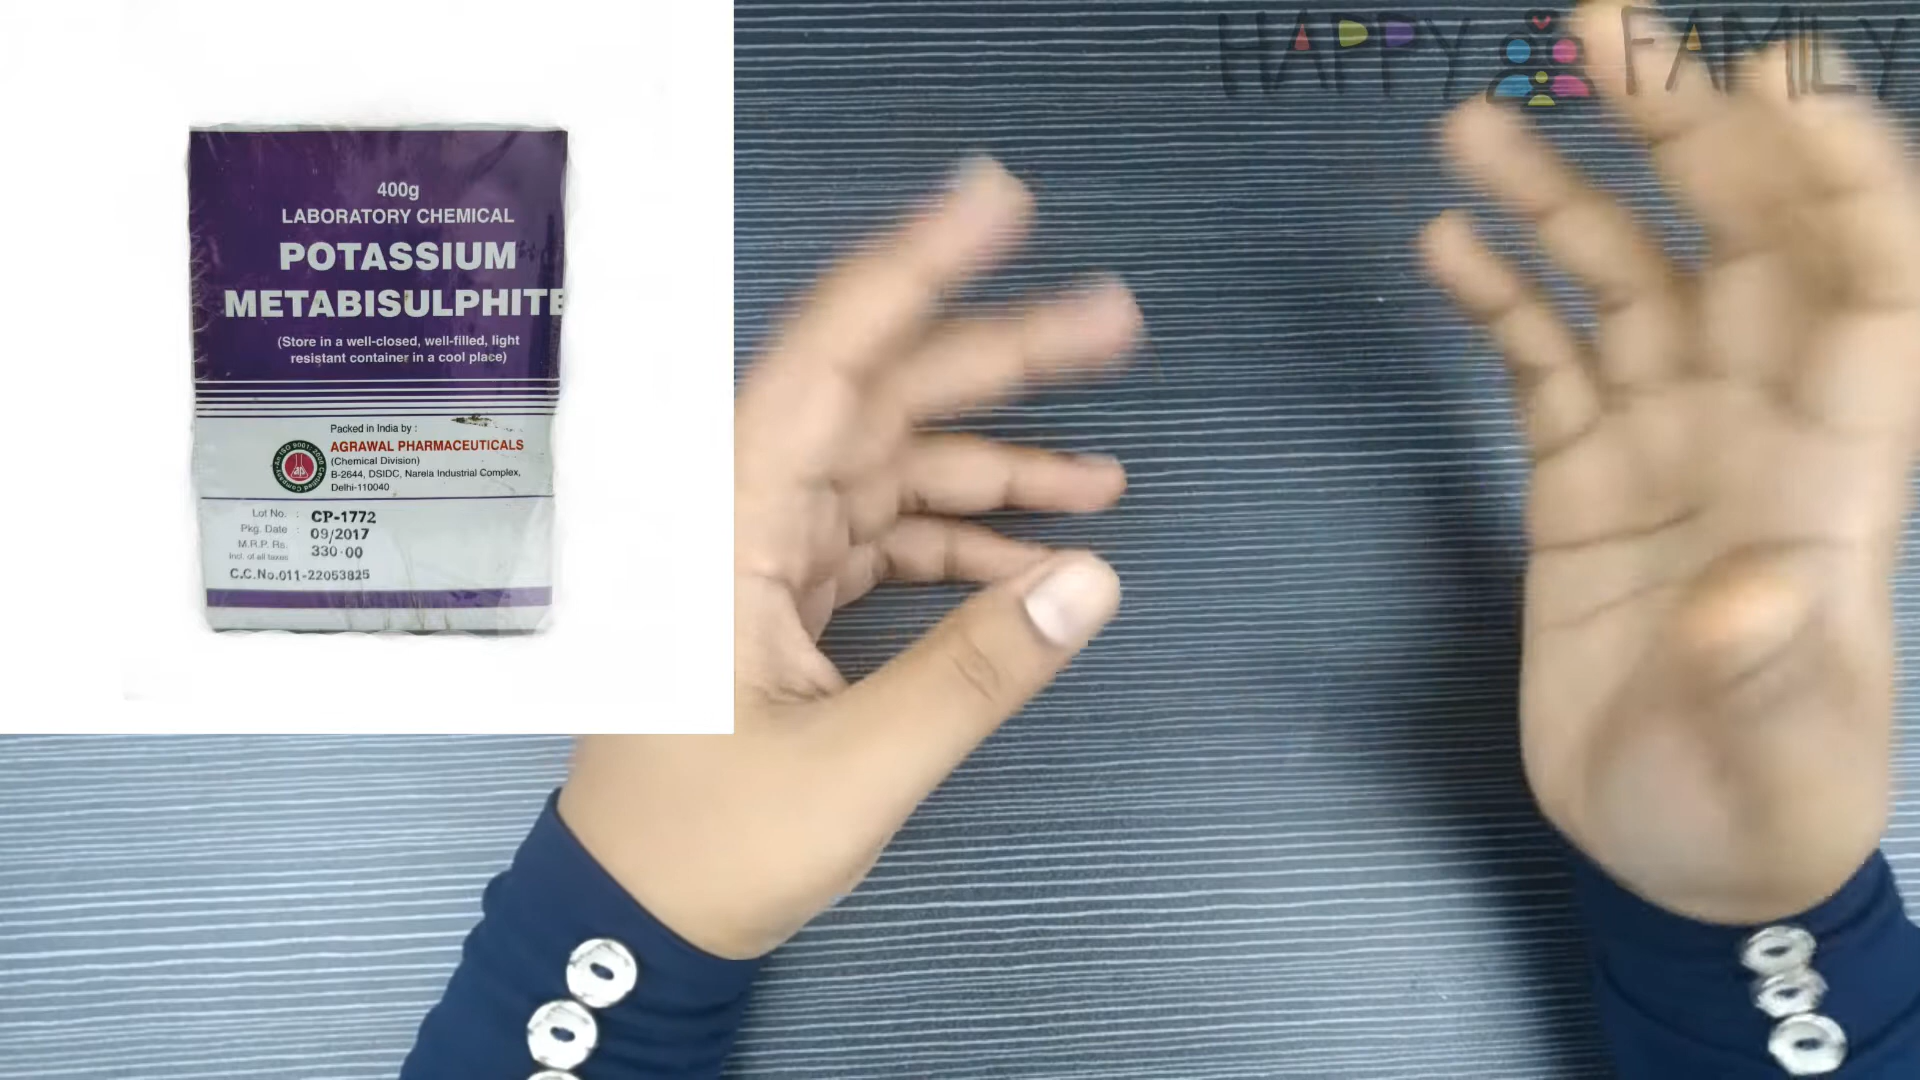 HAPPY FAMILY
400g
LABORATORY CHEMICAL
POTASSIUM
METABISULPHITE
(Store in a well-closed, well-filled, light
resistant container in a cool place)
Packed in India by :
AGRAWAL PHARMACEUTICALS
(Chemical Division)
B-2644, DSIDC, Narela Industrial Complex,
Delhi-110040
Lot No. : CP-1772
Pkg. Date : 09/2017
M.R.P. Rs. 330.00
Incl. of all taxes
C.C.No.011-22053825